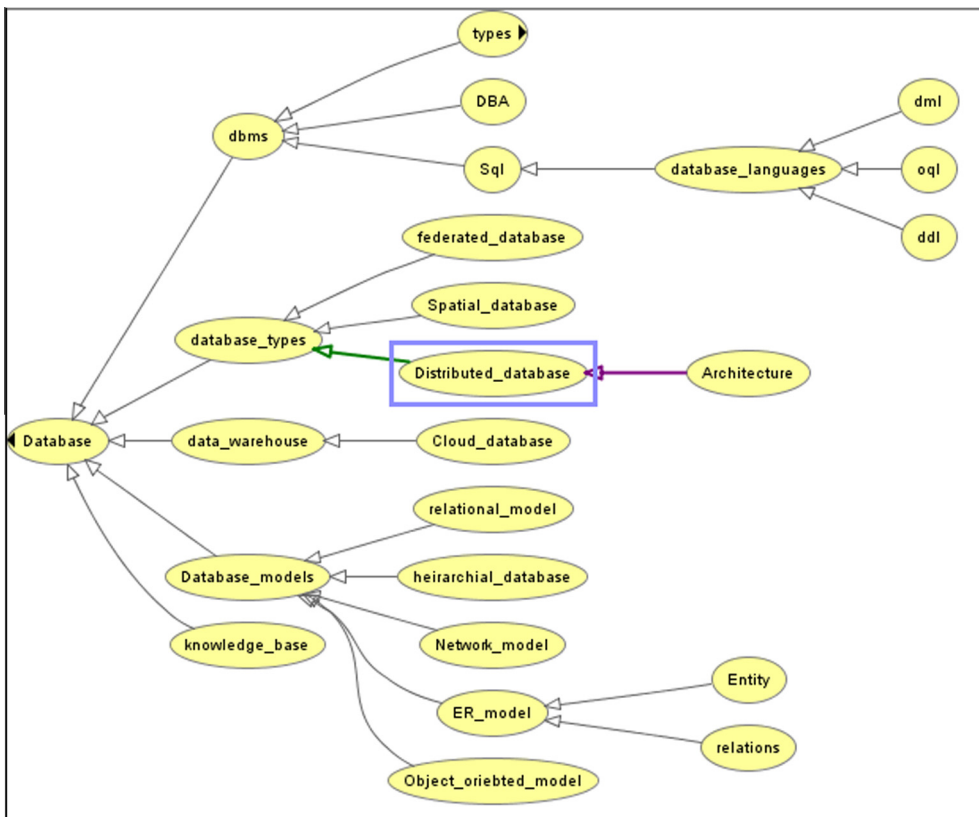 types
DBA
dml
dbms
Sql
database_languages
oql
federated_database
ddl
Spatial_database
database_types
Distributed_database
Architecture
Database
data_warehouse
Cloud_database
relational_model
Database_models
heirarchial_database
knowledge_base
Network_model
Entity
ER_model
relations
Object_oriebted_model